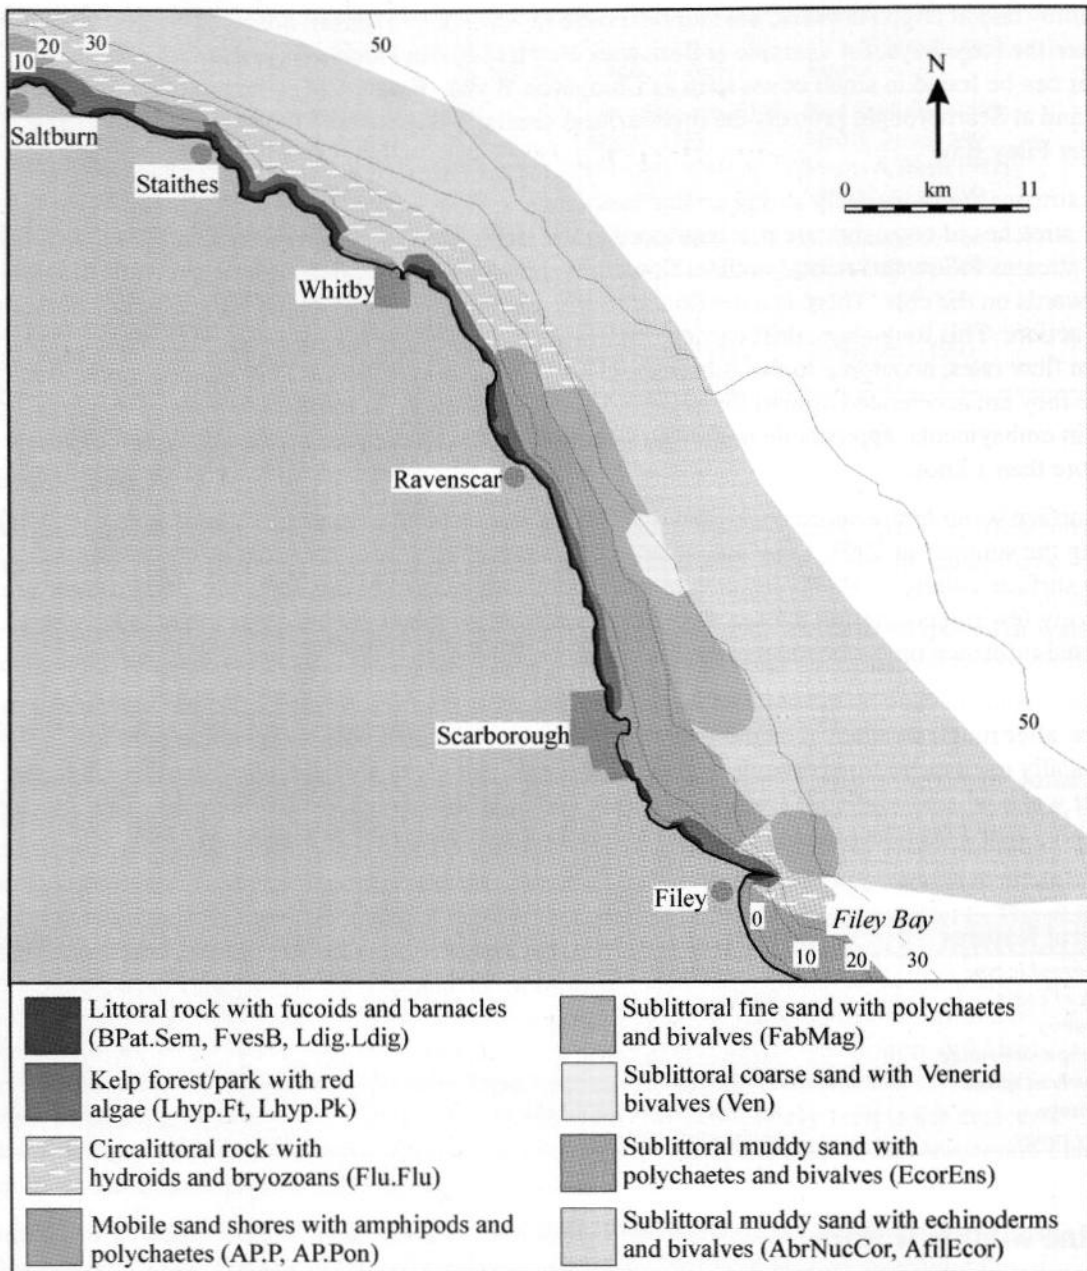 20
30
50
10
N
Saltburn
Staithes
0 km 11
Whitby
Ravenscar
50
Scarborough
Filey
0
Filey Bay
10
20
30
Littoral rock with fucoids and barnacles
(BPat.Sem, FvesB, Ldig.Ldig)
Kelp forest/park with red
algae (Lhyp.Ft, Lhyp.Pk)
Circalittoral rock with
hydroids and bryozoans (Flu.Flu)
Mobile sand shores with amphipods and
polychaetes (AP.P, AP.Pon)
Sublittoral fine sand with polychaetes
and bivalves (FabMag)
Sublittoral coarse sand with Venerid
bivalves (Ven)
Sublittoral muddy sand with
polychaetes and bivalves (EcorEns)
Sublittoral muddy sand with echinoderms
and bivalves (AbrNucCor, AfilEcor)